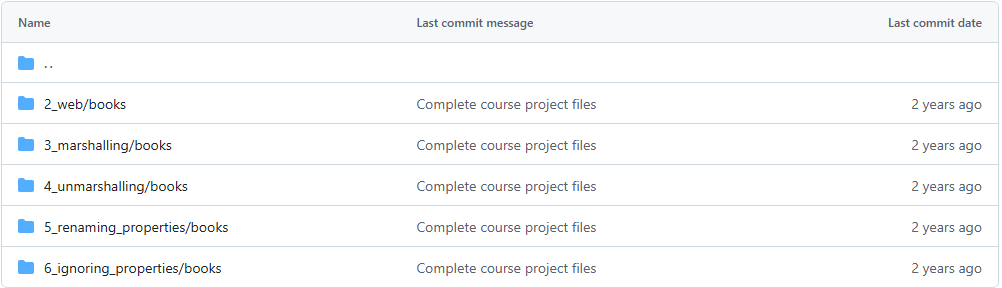 Name Last commit message Last commit date
..
2_web/books Complete course project files 2 years ago
3_marshalling/books Complete course project files 2 years ago
4_unmarshalling/books Complete course project files 2 years ago
5_renaming_properties/books Complete course project files 2 years ago
6_ignoring_properties/books Complete course project files 2 years ago